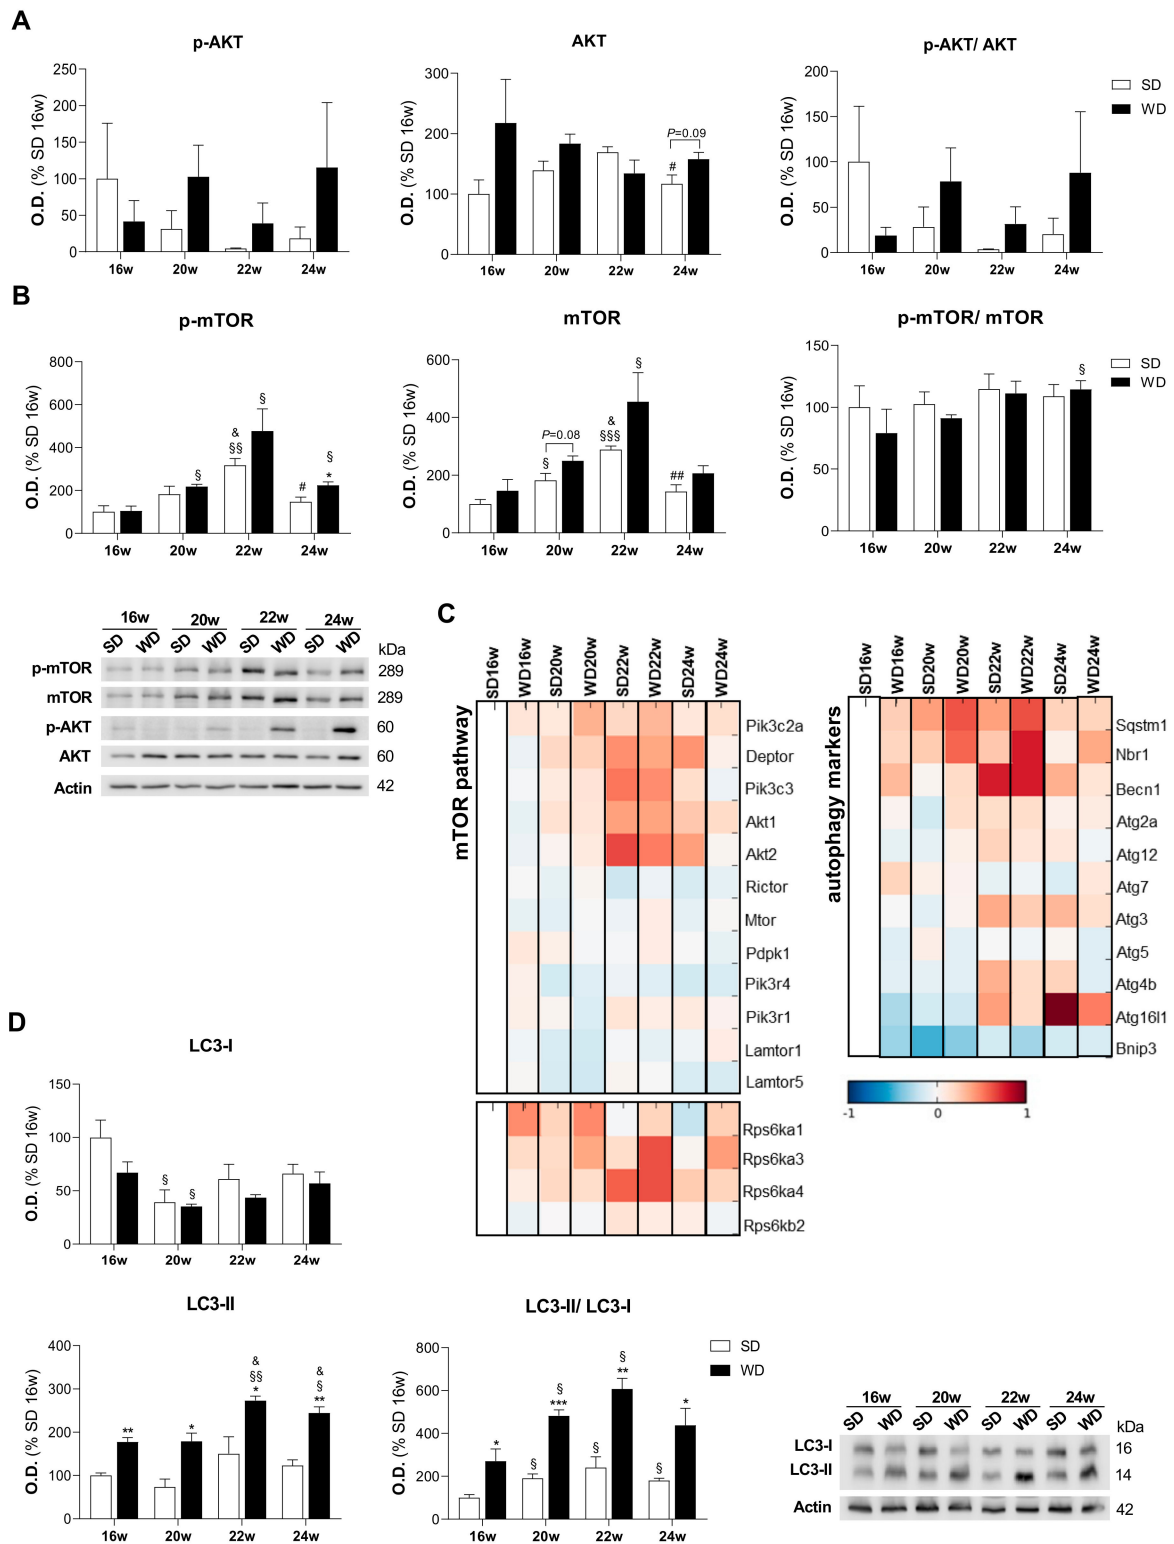 A
p-AKT
AKT
p-AKT/ AKT
O.D. (% SD 16w)
250
200
150
100
50
0
16w 20w 22w 24w
O.D. (% SD 16w)
300
200
100
0
P=0.09
#
16w 20w 22w 24w
O.D. (% SD 16w)
200
150
100
50
0
16w 20w 22w 24w
SD
WD
B
p-mTOR
mTOR
p-mTOR/ mTOR
O.D. (% SD 16w)
800
600
400
200
0
§
&
§§
§
#
§
*
16w 20w 22w 24w
O.D. (% SD 16w)
600
400
200
0
§
P=0.08
&
§§§
§
##
16w 20w 22w 24w
O.D. (% SD 16w)
150
100
50
0
§
16w 20w 22w 24w
SD
WD
16w 20w 22w 24w
SD WD SD WD SD WD SD WD
kDa
p-mTOR 289
mTOR 289
p-AKT 60
AKT 60
Actin 42
C
mTOR pathway
SD16w WD16w SD20w WD20w SD22w WD22w SD24w WD24w
Pik3c2a
Deptor
Pik3c3
Akt1
Akt2
Rictor
Mtor
Pdpk1
Pik3r4
Pik3r1
Lamtor1
Lamtor5
Rps6ka1
Rps6ka3
Rps6ka4
Rps6kb2
autophagy markers
SD16w WD16w SD20w WD20w SD22w WD22w SD24w WD24w
Sqstm1
Nbr1
Becn1
Atg2a
Atg12
Atg7
Atg3
Atg5
Atg4b
Atg16l1
Bnip3
-1 0 1
D
LC3-I
O.D. (% SD 16w)
150
100
50
0
§ §
16w 20w 22w 24w
LC3-II
O.D. (% SD 16w)
400
300
200
100
0
**
*
&
§§
*
&
§
**
16w 20w 22w 24w
LC3-II/ LC3-I
O.D. (% SD 16w)
800
600
400
200
0
*
§
§
***
§
§
**
§
*
16w 20w 22w 24w
SD
WD
16w 20w 22w 24w
SD WD SD WD SD WD SD WD
kDa
LC3-I 16
LC3-II 14
Actin 42